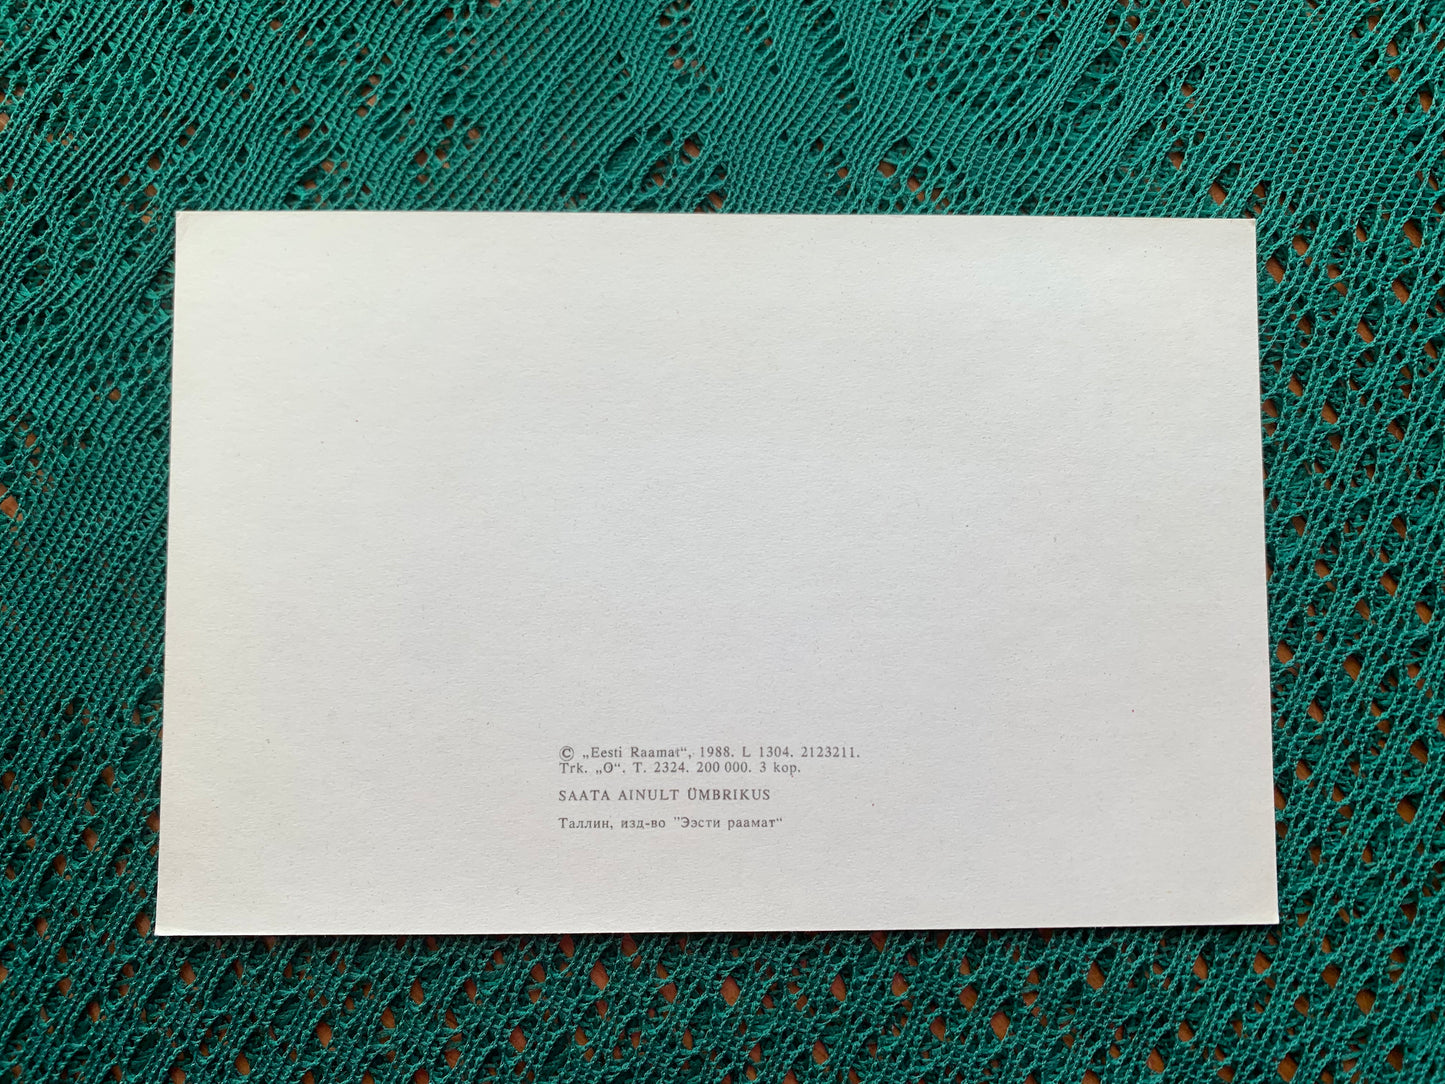 © „Eesti Raamat“, 1988. L 1304. 2123211.
Trk. „O“. T. 2324. 200 000. 3 kop.
SAATA AINULT ÜMBRIKUS
Таллин, изд-во ”Ээсти раамат“